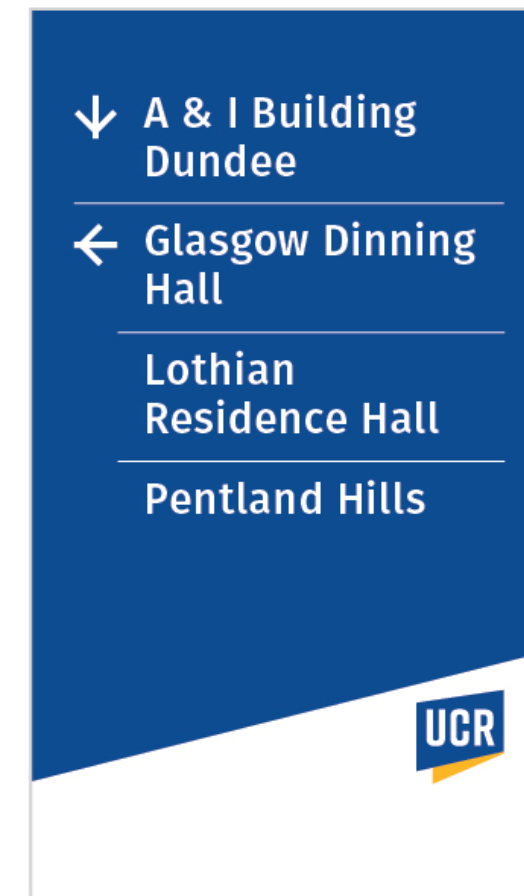 A & I Building
Dundee
Glasgow Dinning
Hall
Lothian
Residence Hall
Pentland Hills
UCR